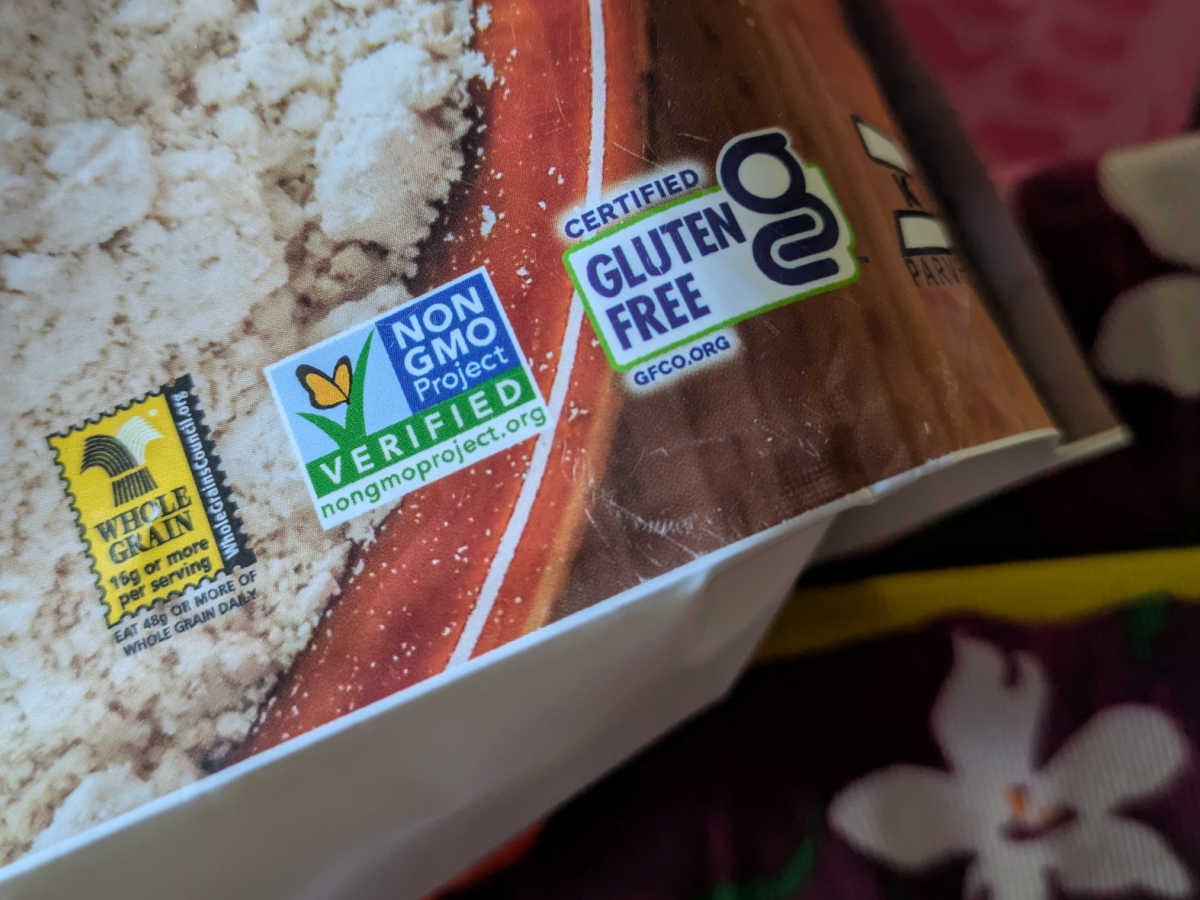 WHOLE
GRAIN
16g or more
per serving
WholeGrainsCouncil.org
EAT 48g OR MORE OF
WHOLE GRAIN DAILY
NON
GMO
Project
VERIFIED
nongmoproject.org
CERTIFIED
GLUTEN
FREE
g
™
GFCO.ORG
K